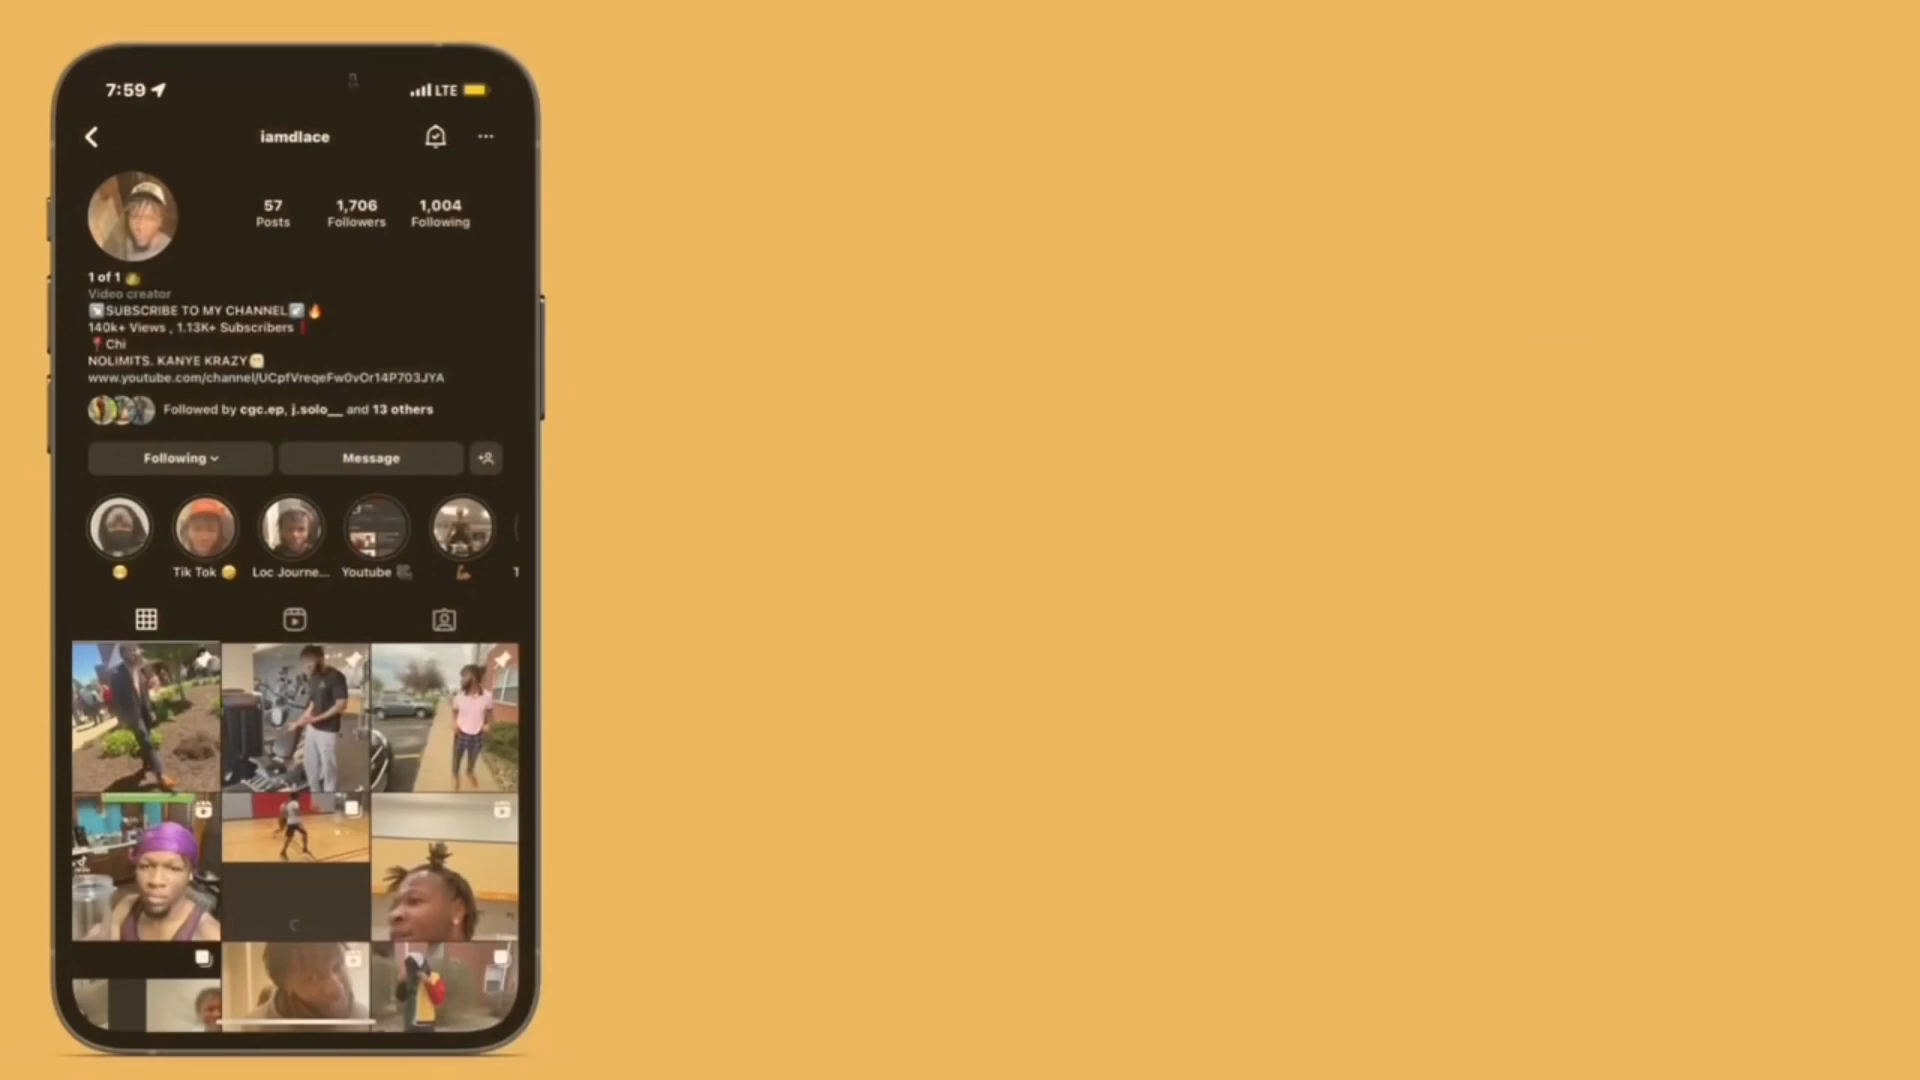 7:59 LTE
iamdlace
57 1,706 1,004
Posts Followers Following
1 of 1
Video creator
SUBSCRIBE TO MY CHANNEL
140k+ Views , 1.13K+ Subscribers
Chi
NOLIMITS. KANYE KRAZY
www.youtube.com/channel/UCpfVreqeFw0vOr14P703JYA
Followed by cgc.ep, j.solo__ and 13 others
Following Message
Tik Tok Loc Journe... Youtube T